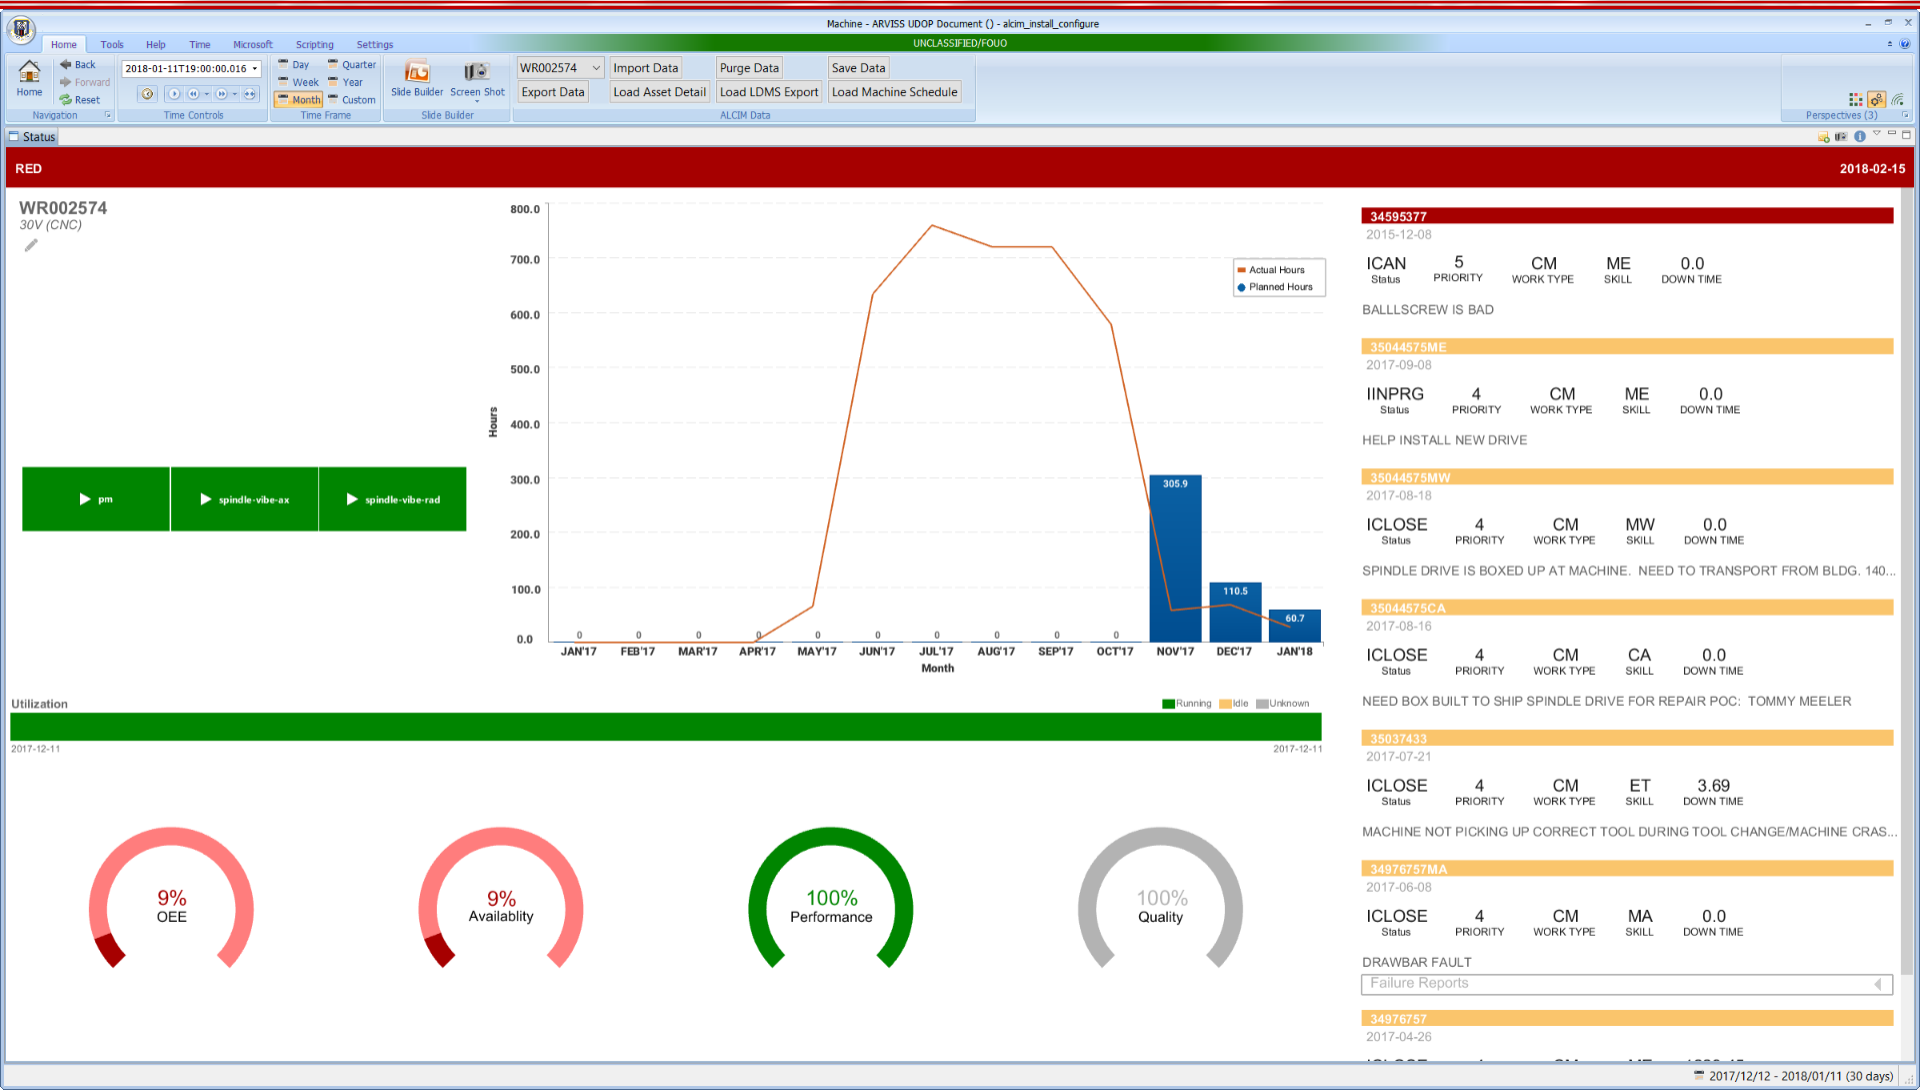 Machine - ARVISS UDOP Document () - alcim_install_configure
Home Tools Help Time Microsoft Scripting Settings
UNCLASSIFIED/FOUO
Home
Back
Forward
Reset
Navigation
2018-01-11T19:00:00.016
Time Controls
Day Quarter
Week Year
Month Custom
Time Frame
Slide Builder Screen Shot
Slide Builder
WR002574 Import Data Purge Data Save Data
Export Data Load Asset Detail Load LDMS Export Load Machine Schedule
ALCIM Data
Perspectives (3)
Status
RED 2018-02-15
WR002574
30V (CNC)
pm spindle-vibe-ax spindle-vibe-rad
800.0
700.0
600.0
500.0
400.0
300.0
200.0
100.0
0.0
Hours
Actual Hours
Planned Hours
305.9
110.5
60.7
0 0 0 0 0 0 0 0 0 0
JAN'17 FEB'17 MAR'17 APR'17 MAY'17 JUN'17 JUL'17 AUG'17 SEP'17 OCT'17 NOV'17 DEC'17 JAN'18
Month
Utilization
Running Idle Unknown
2017-12-11 2017-12-11
9% 9% 100% 100%
OEE Availablity Performance Quality
34595377
2015-12-08
ICAN 5 CM ME 0.0
Status PRIORITY WORK TYPE SKILL DOWN TIME
BALLLSCREW IS BAD
35044575ME
2017-09-08
IINPRG 4 CM ME 0.0
Status PRIORITY WORK TYPE SKILL DOWN TIME
HELP INSTALL NEW DRIVE
35044575MW
2017-08-18
ICLOSE 4 CM MW 0.0
Status PRIORITY WORK TYPE SKILL DOWN TIME
SPINDLE DRIVE IS BOXED UP AT MACHINE. NEED TO TRANSPORT FROM BLDG. 140...
35044575CA
2017-08-16
ICLOSE 4 CM CA 0.0
Status PRIORITY WORK TYPE SKILL DOWN TIME
NEED BOX BUILT TO SHIP SPINDLE DRIVE FOR REPAIR POC: TOMMY MEELER
35037433
2017-07-21
ICLOSE 4 CM ET 3.69
Status PRIORITY WORK TYPE SKILL DOWN TIME
MACHINE NOT PICKING UP CORRECT TOOL DURING TOOL CHANGE/MACHINE CRAS...
34976757MA
2017-06-08
ICLOSE 4 CM MA 0.0
Status PRIORITY WORK TYPE SKILL DOWN TIME
DRAWBAR FAULT
Failure Reports
34976757
2017-04-26
2017/12/12 - 2018/01/11 (30 days)